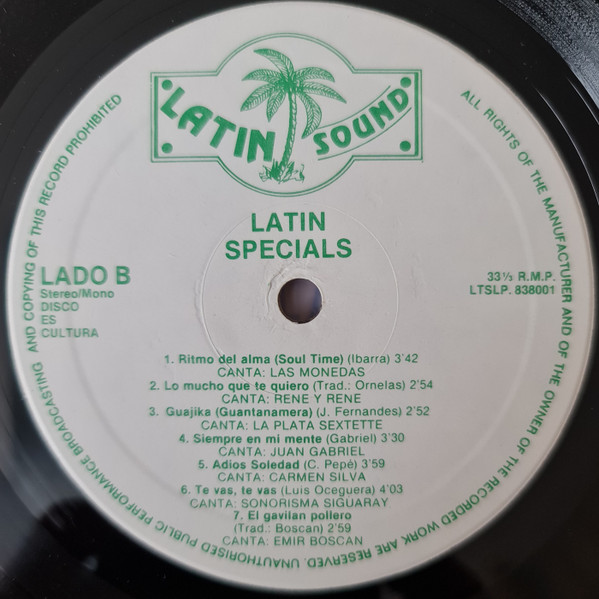 LATIN SOUND
LATIN
SPECIALS
LADO B
Stereo/Mono
DISCO
ES
CULTURA
33⅓ R.M.P.
LTSLP. 838001
1. Ritmo del alma (Soul Time) (Ibarra) 3'42
CANTA: LAS MONEDAS
2. Lo mucho que te quiero (Trad.: Ornelas) 2'54
CANTA: RENE Y RENE
3. Guajika (Guantanamera) (J. Fernandes) 2'52
CANTA: LA PLATA SEXTETTE
4. Siempre en mi mente (Gabriel) 3'30
CANTA: JUAN GABRIEL
5. Adios Soledad (C. Pepé) 3'59
CANTA: CARMEN SILVA
6. Te vas, te vas (Luis Oceguera) 4'03
CANTA: SONORISMA SIGUARAY
7. El gavilan pollero
(Trad.: Boscan) 2'59
CANTA: EMIR BOSCAN
ALL RIGHTS OF THE MANUFACTURER AND OF THE OWNER OF THE RECORDED WORK ARE RESERVED. UNAUTHORISED PUBLIC PERFORMANCE BROADCASTING AND COPYING OF THIS RECORD PROHIBITED